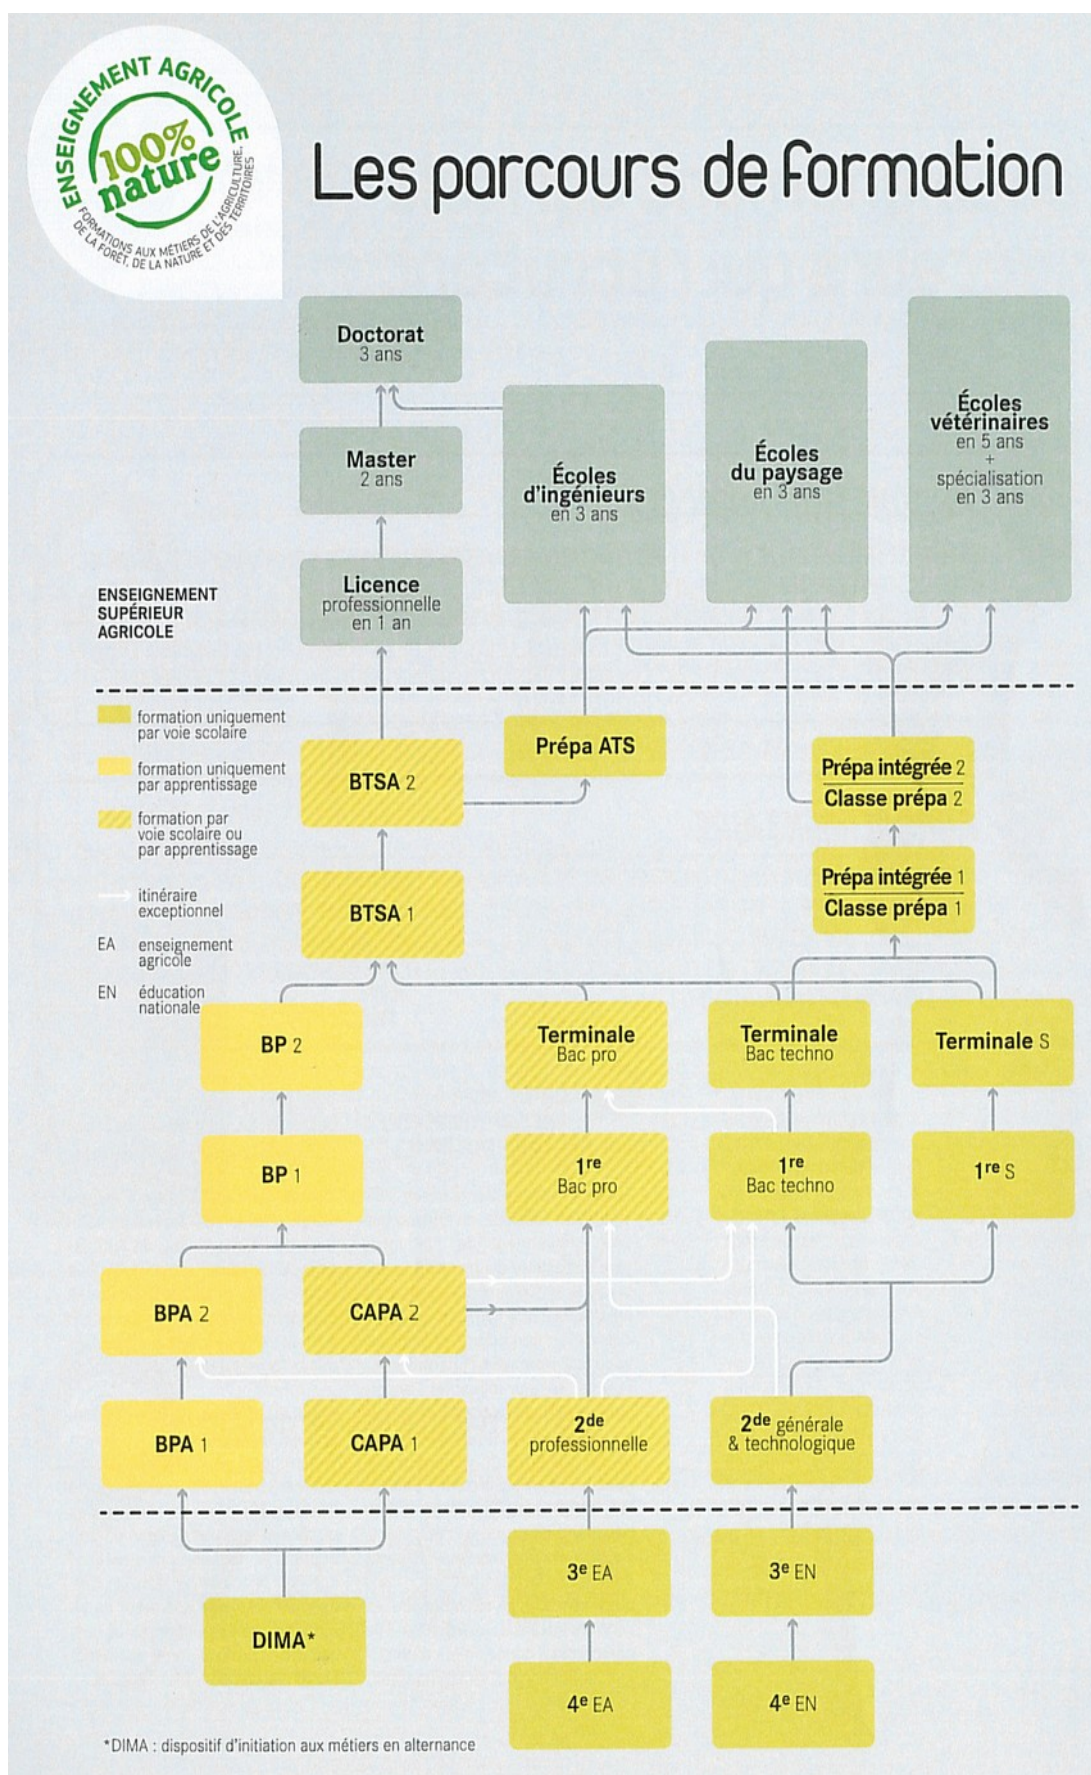 ENSEIGNEMENT AGRICOLE
100%
nature
FORMATIONS AUX MÉTIERS DE L'AGRICULTURE,
DE LA FORÊT, DE LA NATURE ET DES TERRITOIRES
Les parcours de formation
Doctorat
3 ans
Master
2 ans
Écoles
d'ingénieurs
en 3 ans
Écoles
du paysage
en 3 ans
Écoles
vétérinaires
en 5 ans
+
spécialisation
en 3 ans
Licence
professionnelle
en 1 an
ENSEIGNEMENT
SUPÉRIEUR
AGRICOLE
formation uniquement
par voie scolaire
formation uniquement
par apprentissage
formation par
voie scolaire ou
par apprentissage
itinéraire
exceptionnel
EA enseignement
agricole
EN éducation
nationale
BTSA 2
Prépa ATS
Prépa intégrée 2
Classe prépa 2
BTSA 1
Prépa intégrée 1
Classe prépa 1
BP 2
Terminale
Bac pro
Terminale
Bac techno
Terminale S
BP 1
1re
Bac pro
1re
Bac techno
1re S
BPA 2
CAPA 2
BPA 1
CAPA 1
2de
professionnelle
2de générale
& technologique
3e EA
3e EN
DIMA*
4e EA
4e EN
*DIMA : dispositif d'initiation aux métiers en alternance